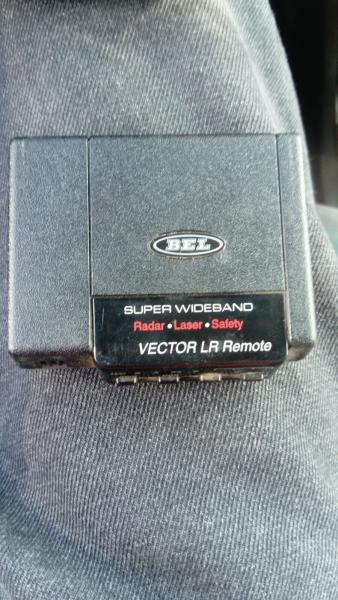 BEL
SUPER WIDEBAND
Radar • Laser • Safety
VECTOR LR Remote